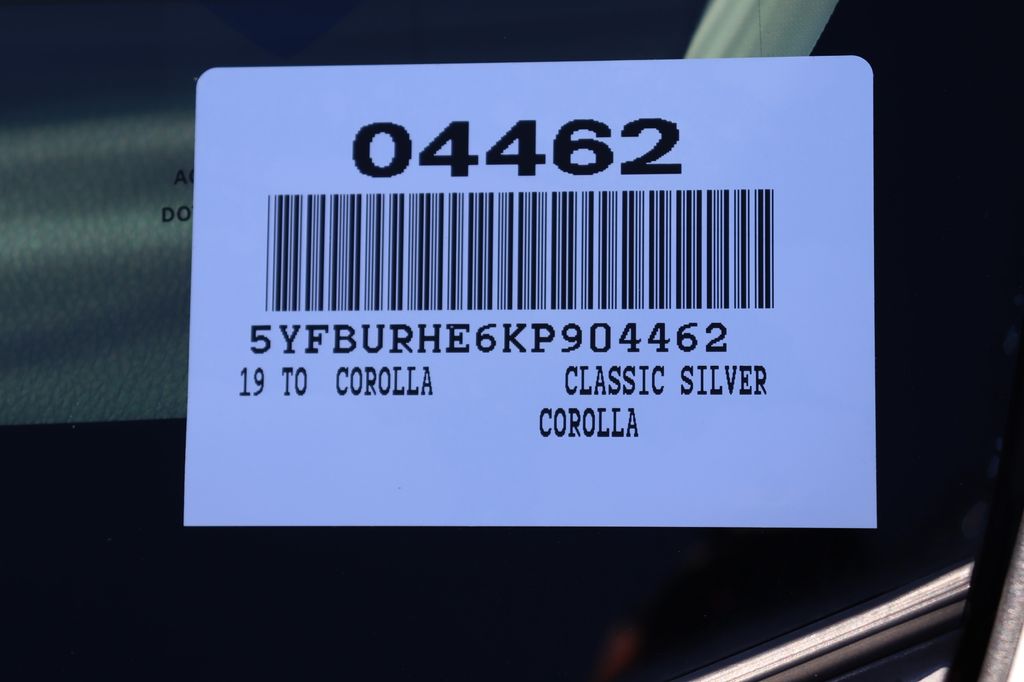 04462
5YFBURHE6KP904462
19 TO COROLLA CLASSIC SILVER
COROLLA